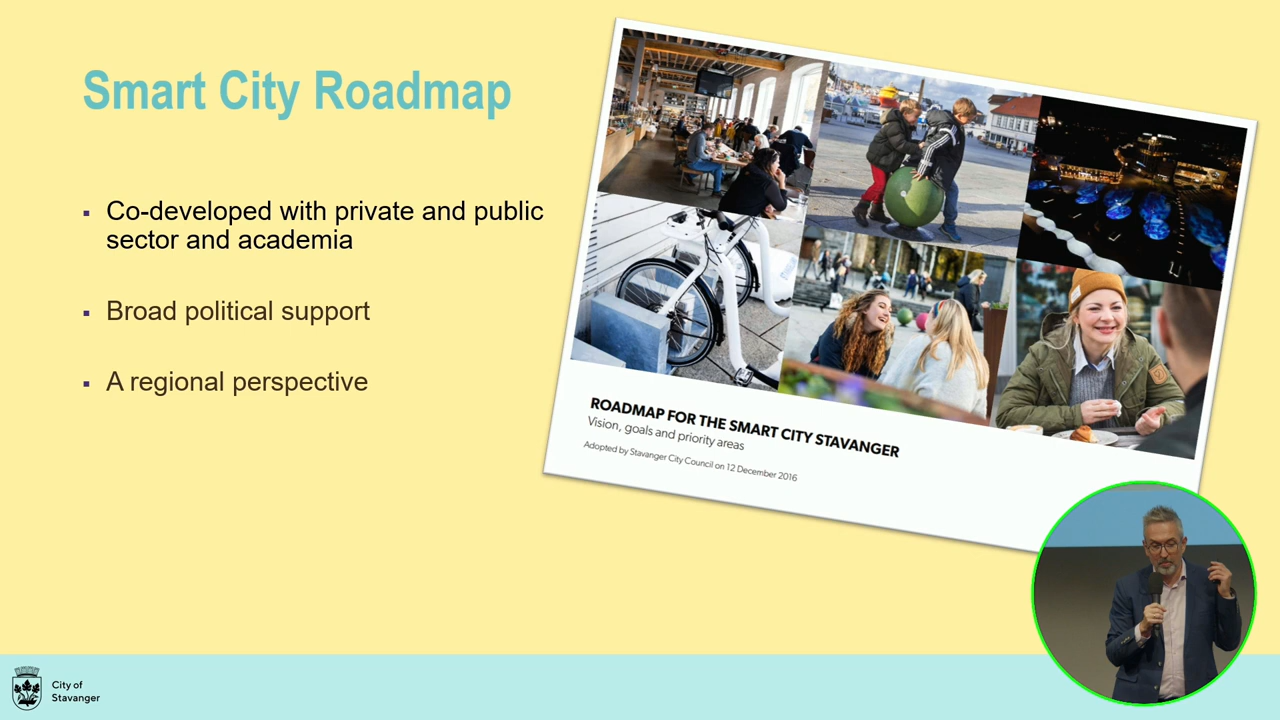 Smart City Roadmap
Co-developed with private and public
sector and academia
Broad political support
A regional perspective
ROADMAP FOR THE SMART CITY STAVANGER
Vision, goals and priority areas
Adopted by Stavanger City Council on 12 December 2016
City of
Stavanger